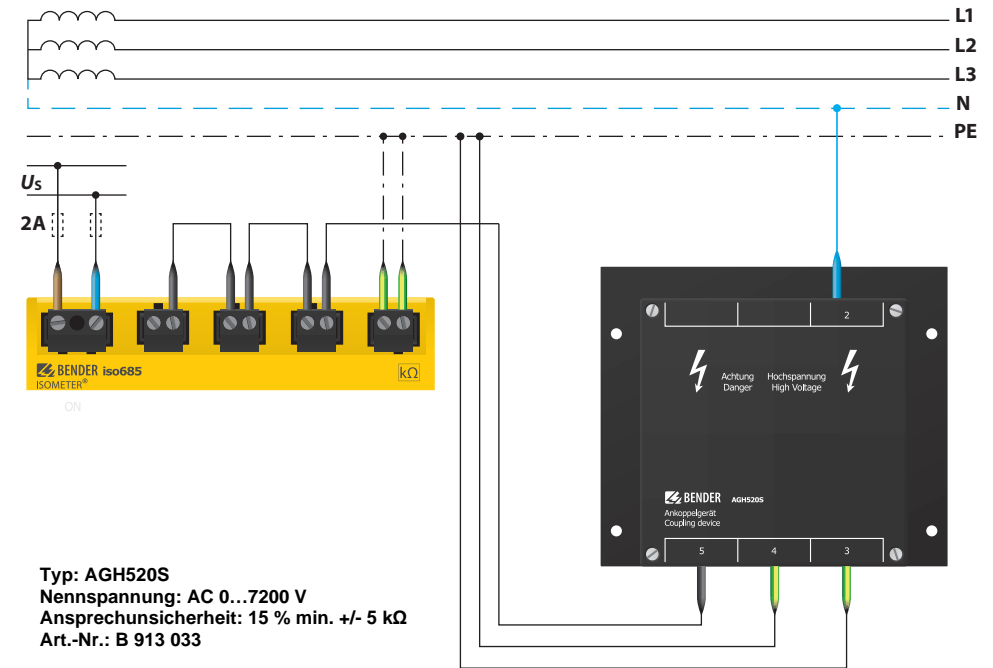 L1
L2
L3
N
PE
Us
2A
BENDER iso685
ISOMETER®
kΩ
ON
2
Achtung Hochspannung
Danger High Voltage
BENDER AGH520S
Ankoppelgerät
Coupling device
5 4 3
Typ: AGH520S
Nennspannung: AC 0…7200 V
Ansprechunsicherheit: 15 % min. +/- 5 kΩ
Art.-Nr.: B 913 033